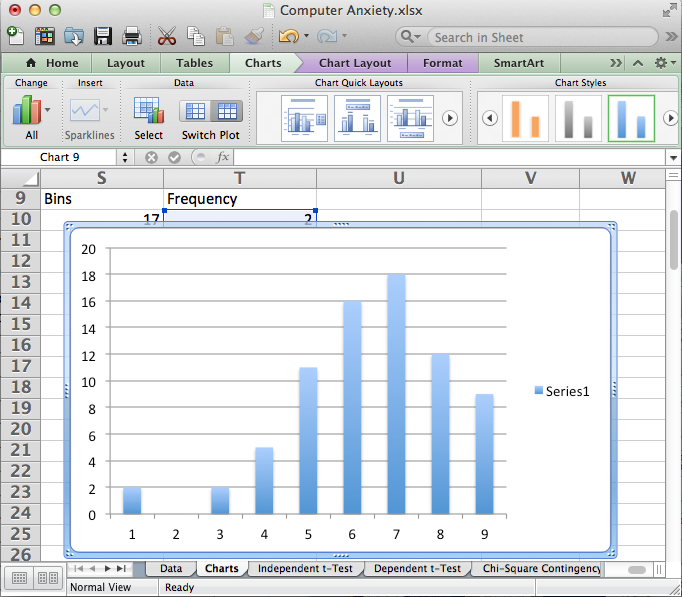 Computer Anxiety.xlsx
Search in Sheet
Home Layout Tables Charts Chart Layout Format SmartArt
Change Insert Data Chart Quick Layouts Chart Styles
All Sparklines Select Switch Plot
Chart 9 fx
S T U V W
9 Bins Frequency
10 17 2
11
12
13
14
15
16
17
18
19
20
21
22
23
24
25
26
20
18
16
14
12
10
8
6
4
2
0
1 2 3 4 5 6 7 8 9
Series1
Data Charts Independent t-Test Dependent t-Test Chi-Square Contingency
Normal View Ready